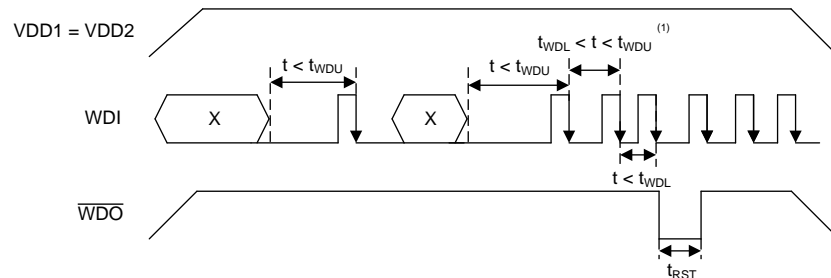 VDD1 = VDD2
t < tWDU
t < tWDU
tWDL < t < tWDU (1)
WDI
X
X
t < tWDL
WDO
tRST